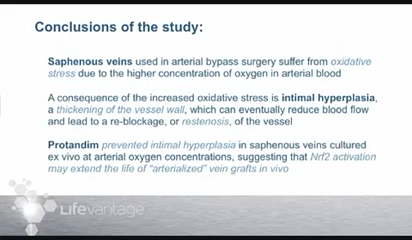 Conclusions of the study:
Saphenous veins used in arterial bypass surgery suffer from oxidative
stress due to the higher concentration of oxygen in arterial blood
A consequence of the increased oxidative stress is intimal hyperplasia,
a thickening of the vessel wall, which can eventually reduce blood flow
and lead to a re-blockage, or restenosis, of the vessel
Protandim prevented intimal hyperplasia in saphenous veins cultured
ex vivo at arterial oxygen concentrations, suggesting that Nrf2 activation
may extend the life of "arterialized" vein grafts in vivo
Lifevantage